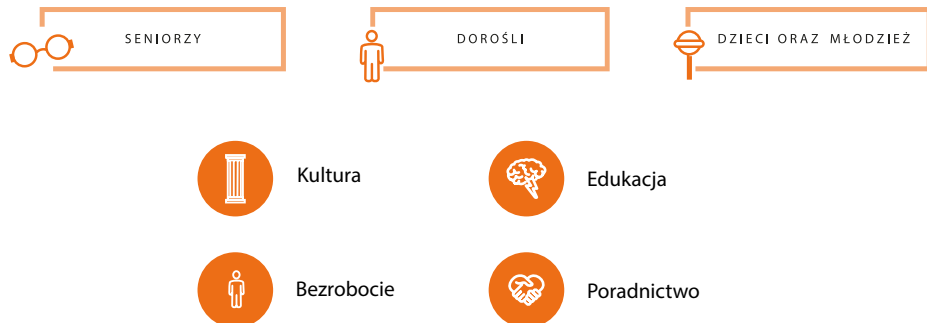 SENIORZY
DOROŚLI
DZIECI ORAZ MŁODZIEŻ
Kultura
Edukacja
Bezrobocie
Poradnictwo